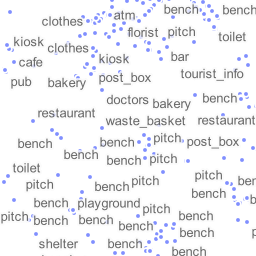 atm
bench
bench
clothes
florist
pitch
toilet
kiosk
clothes
cafe
kiosk
bar
pub
bakery
post_box
tourist_info
doctors
bakery
bench
restaurant
waste_basket
restaurant
bench
bench
pitch
post_box
bench
bench
pitch
toilet
pitch
bench
pitch
pitch
ben
bench
bench
playground
b
pitch
bench
bench
pitch
bench
bench
p
bench
shelter
bench
bench